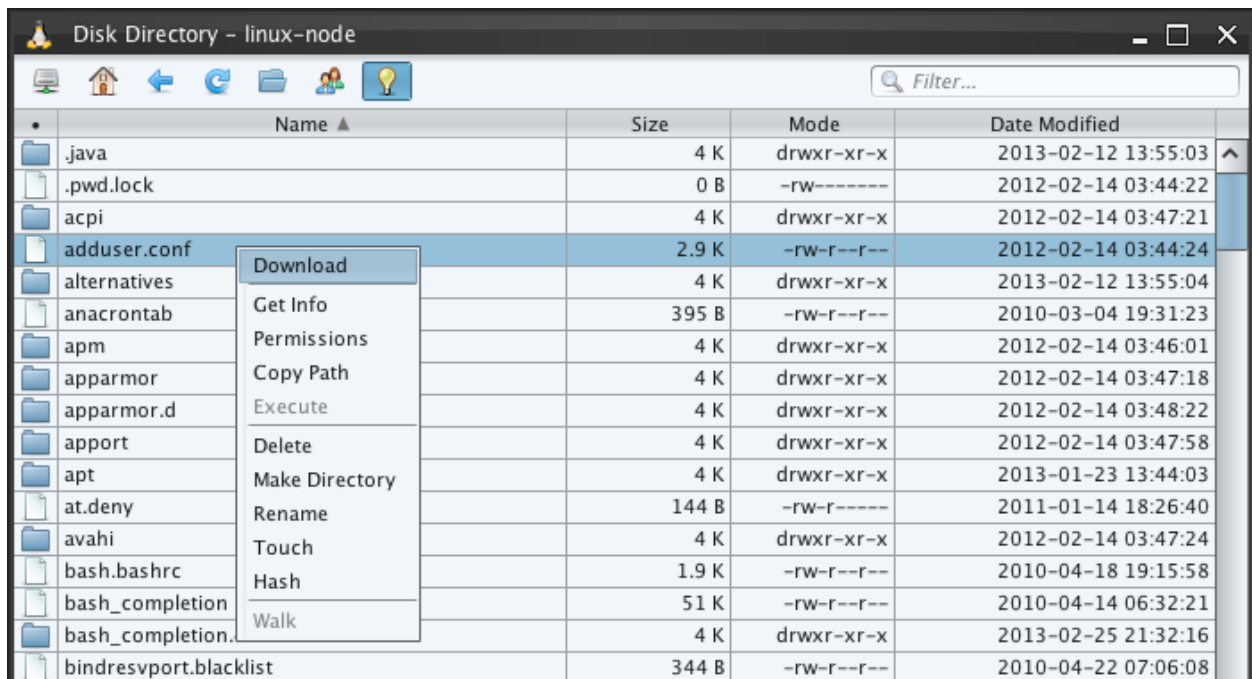 Disk Directory - linux-node
Filter...
• Name ▲ Size Mode Date Modified
.java 4 K drwxr-xr-x 2013-02-12 13:55:03
.pwd.lock 0 B -rw------- 2012-02-14 03:44:22
acpi 4 K drwxr-xr-x 2012-02-14 03:47:21
adduser.conf 2.9 K -rw-r--r-- 2012-02-14 03:44:24
alternatives 4 K drwxr-xr-x 2013-02-12 13:55:04
anacrontab 395 B -rw-r--r-- 2010-03-04 19:31:23
apm 4 K drwxr-xr-x 2012-02-14 03:46:01
apparmor 4 K drwxr-xr-x 2012-02-14 03:47:18
apparmor.d 4 K drwxr-xr-x 2012-02-14 03:48:22
apport 4 K drwxr-xr-x 2012-02-14 03:47:58
apt 4 K drwxr-xr-x 2013-01-23 13:44:03
at.deny 144 B -rw-r----- 2011-01-14 18:26:40
avahi 4 K drwxr-xr-x 2012-02-14 03:47:24
bash.bashrc 1.9 K -rw-r--r-- 2010-04-18 19:15:58
bash_completion 51 K -rw-r--r-- 2010-04-14 06:32:21
bash_completion. 4 K drwxr-xr-x 2013-02-25 21:32:16
bindresvport.blacklist 344 B -rw-r--r-- 2010-04-22 07:06:08
Download
Get Info
Permissions
Copy Path
Execute
Delete
Make Directory
Rename
Touch
Hash
Walk